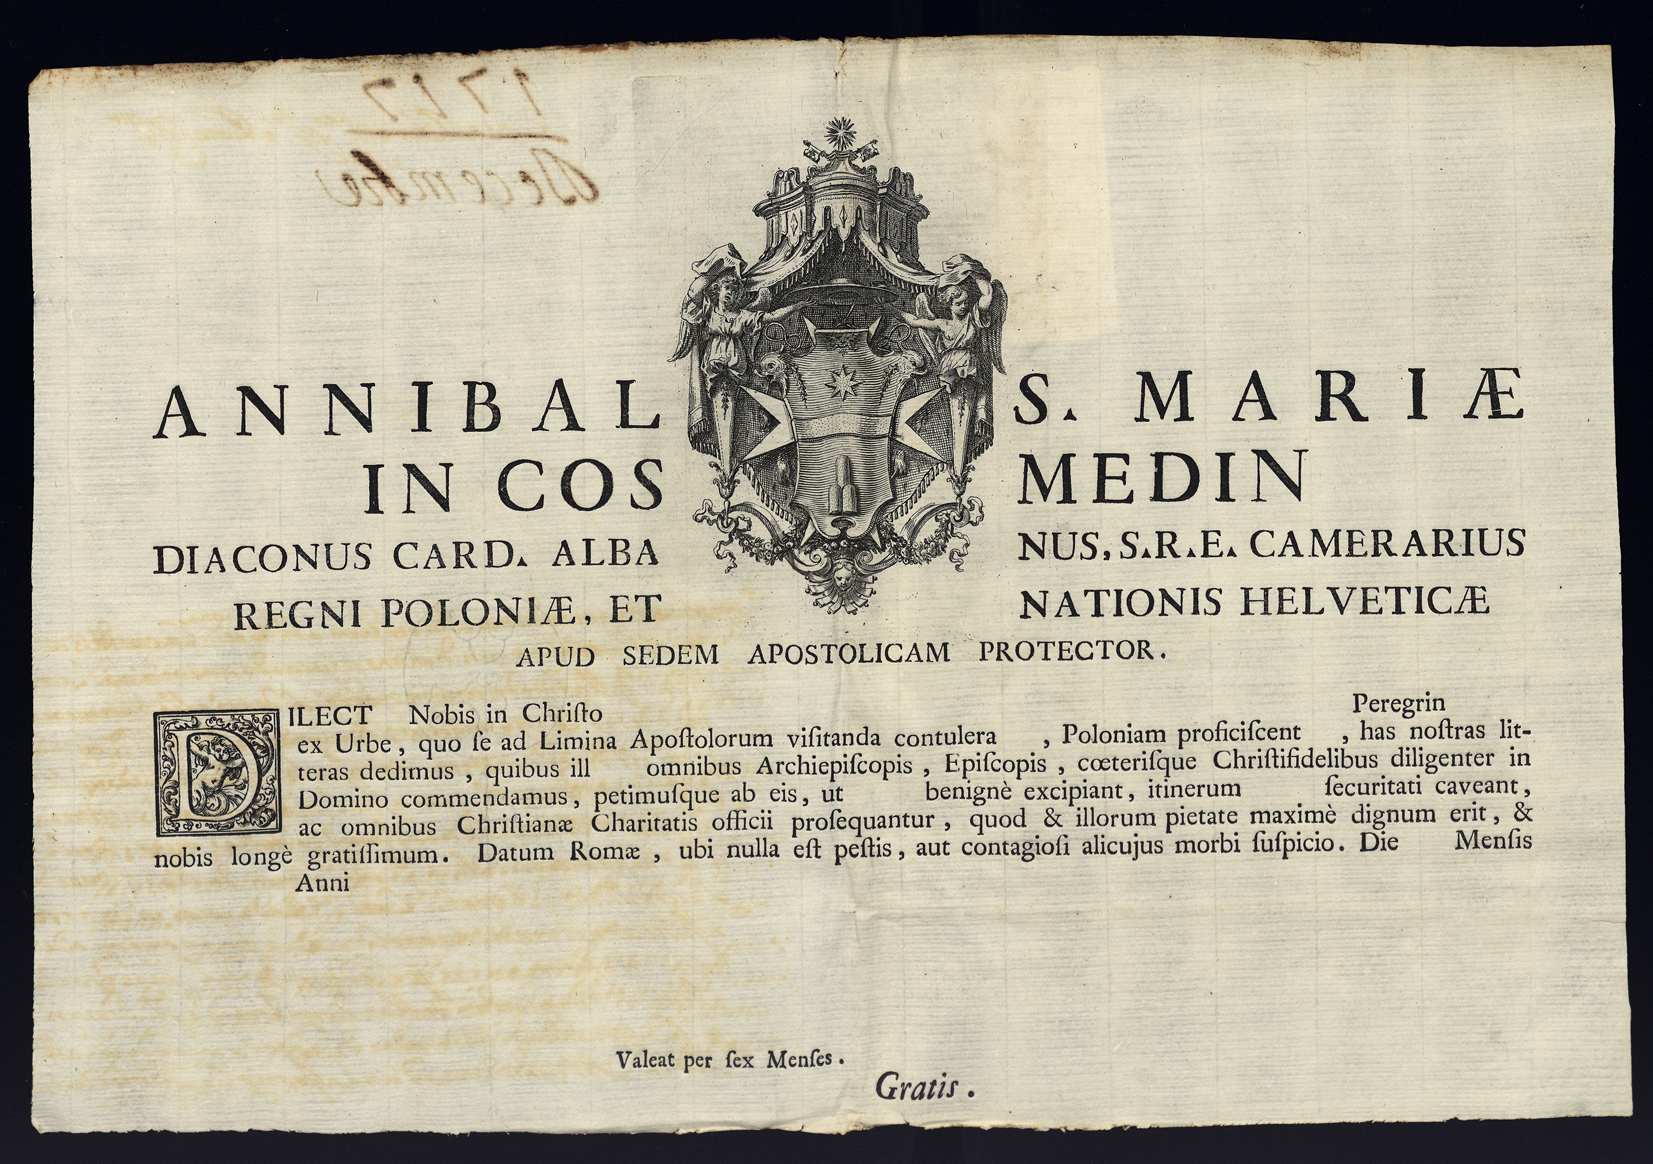 1717
Decembre
ANNIBAL S. MARIÆ
IN COS MEDIN
DIACONUS CARD. ALBA NUS, S.R.E. CAMERARIUS
REGNI POLONIÆ, ET NATIONIS HELVETICÆ
APUD SEDEM APOSTOLICAM PROTECTOR.
DILECT Nobis in Chriſto Peregrin
ex Urbe, quo ſe ad Limina Apoſtolorum viſitanda contulera , Poloniam proficiſcent , has noſtras lit-
teras dedimus, quibus ill omnibus Archiepiſcopis, Epiſcopis, cœteriſque Chriſtifidelibus diligenter in
Domino commendamus, petimuſque ab eis, ut benignè excipiant, itinerum ſecuritati caveant,
ac omnibus Chriſtianæ Charitatis officii proſequantur, quod & illorum pietate maximè dignum erit, &
nobis longè gratiſſimum. Datum Romæ, ubi nulla eſt peſtis, aut contagioſi alicujus morbi ſuſpicio. Die Menſis
Anni
Valeat per ſex Menſes.
Gratis.